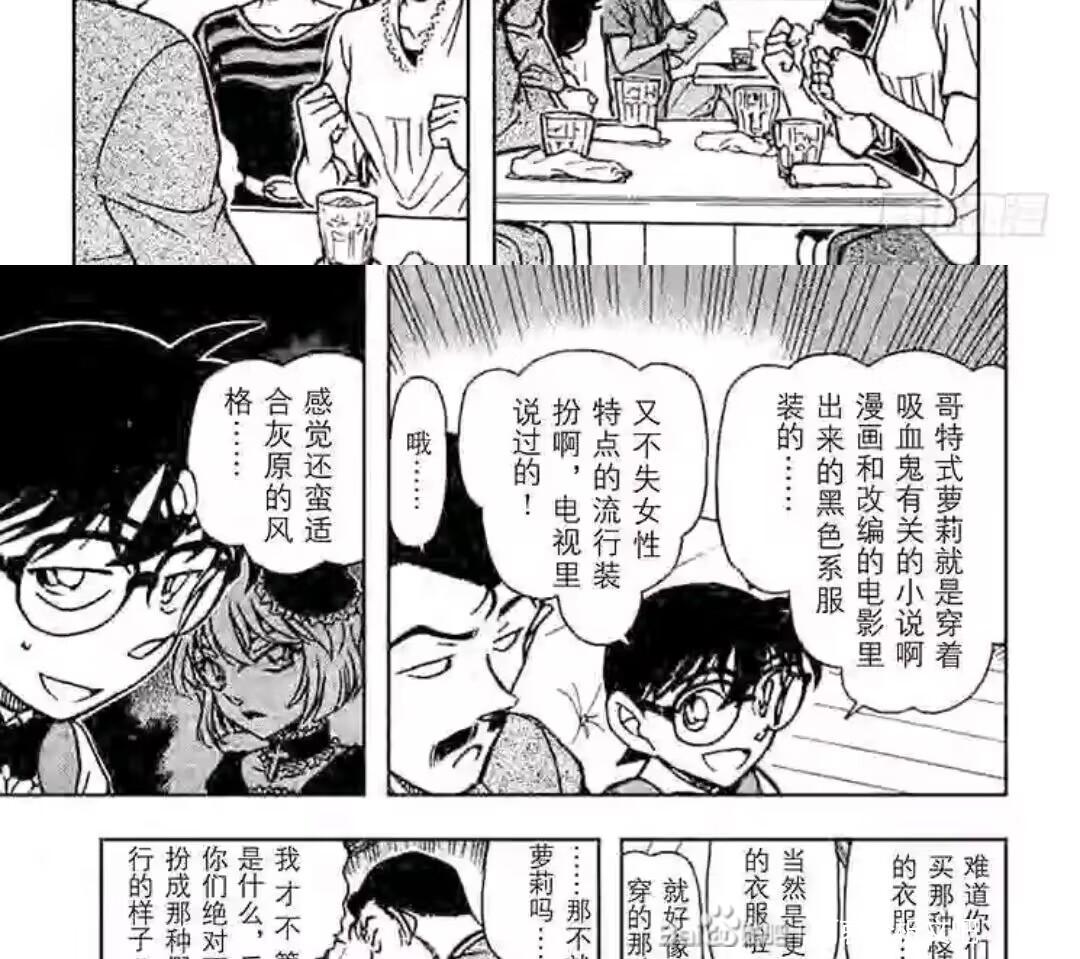 哥特式萝莉就是穿着
吸血鬼有关的小说啊
漫画和改编的电影里
出来的黑色系服
装的……
又不失女性
特点的流行装
扮啊，电视里
说过的！
哦……
感觉还蛮适
合灰原的风
格……
难道你们
买那种怪
的衣服…
当然是更
的衣服啦
就好像
穿的那
……那不就
萝莉吗…
我才不管
是什么，
你们绝对
扮成那种
行的样子